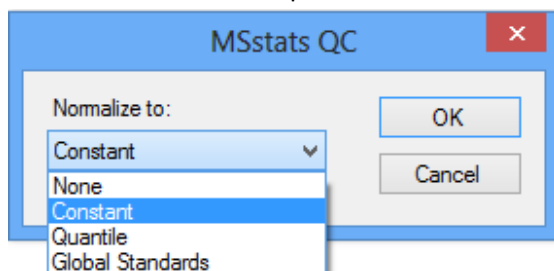 MSstats QC
Normalize to:
OK
Constant
Cancel
None
Constant
Quantile
Global Standards